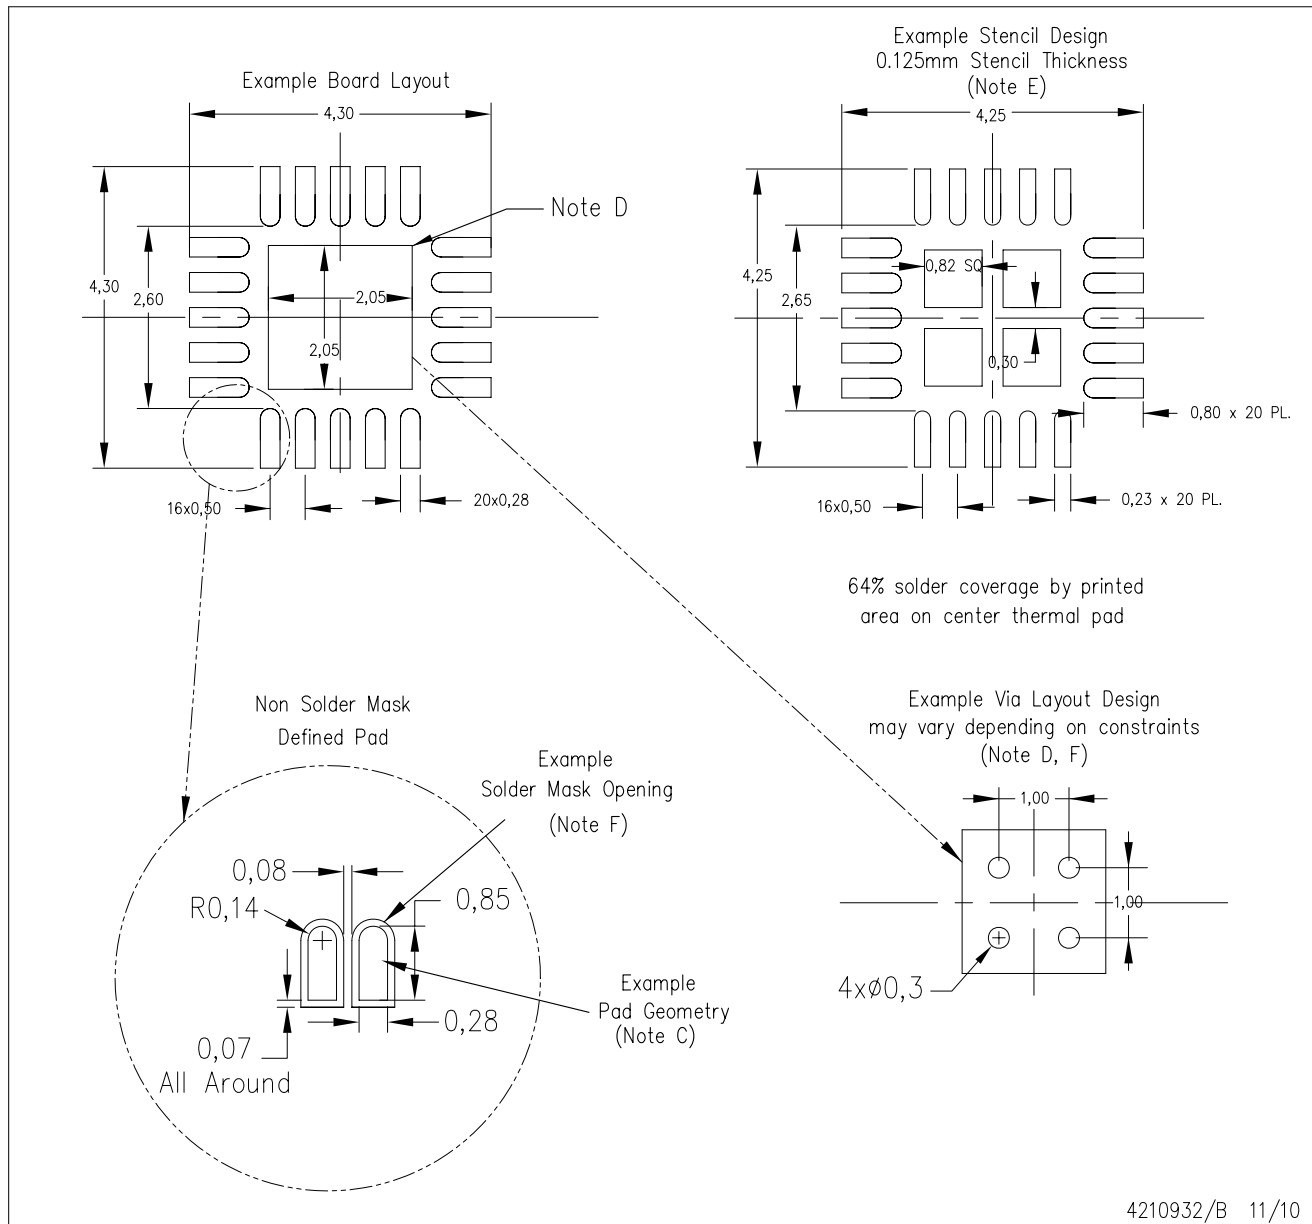 Example Board Layout
4,30
4,30
2,60
2,05
2,05
Note D
16x0,50
20x0,28
Example Stencil Design
0.125mm Stencil Thickness
(Note E)
4,25
4,25
2,65
0,82 SQ
0,30
0,80 x 20 PL.
16x0,50
0,23 x 20 PL.
64% solder coverage by printed
area on center thermal pad
Non Solder Mask
Defined Pad
Example
Solder Mask Opening
(Note F)
0,08
R0,14
0,85
Example
Pad Geometry
(Note C)
0,28
0,07
All Around
Example Via Layout Design
may vary depending on constraints
(Note D, F)
1,00
1,00
4xø0,3
4210932/B 11/10